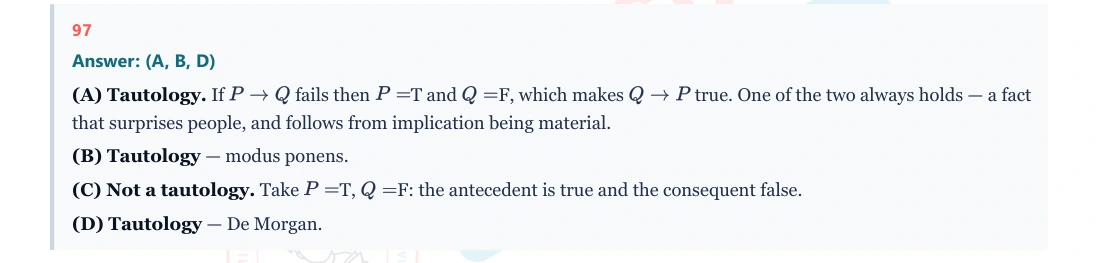 97
Answer: (A, B, D)
(A) Tautology. If P → Q fails then P =T and Q =F, which makes Q → P true. One of the two always holds — a fact
that surprises people, and follows from implication being material.
(B) Tautology — modus ponens.
(C) Not a tautology. Take P =T, Q =F: the antecedent is true and the consequent false.
(D) Tautology — De Morgan.